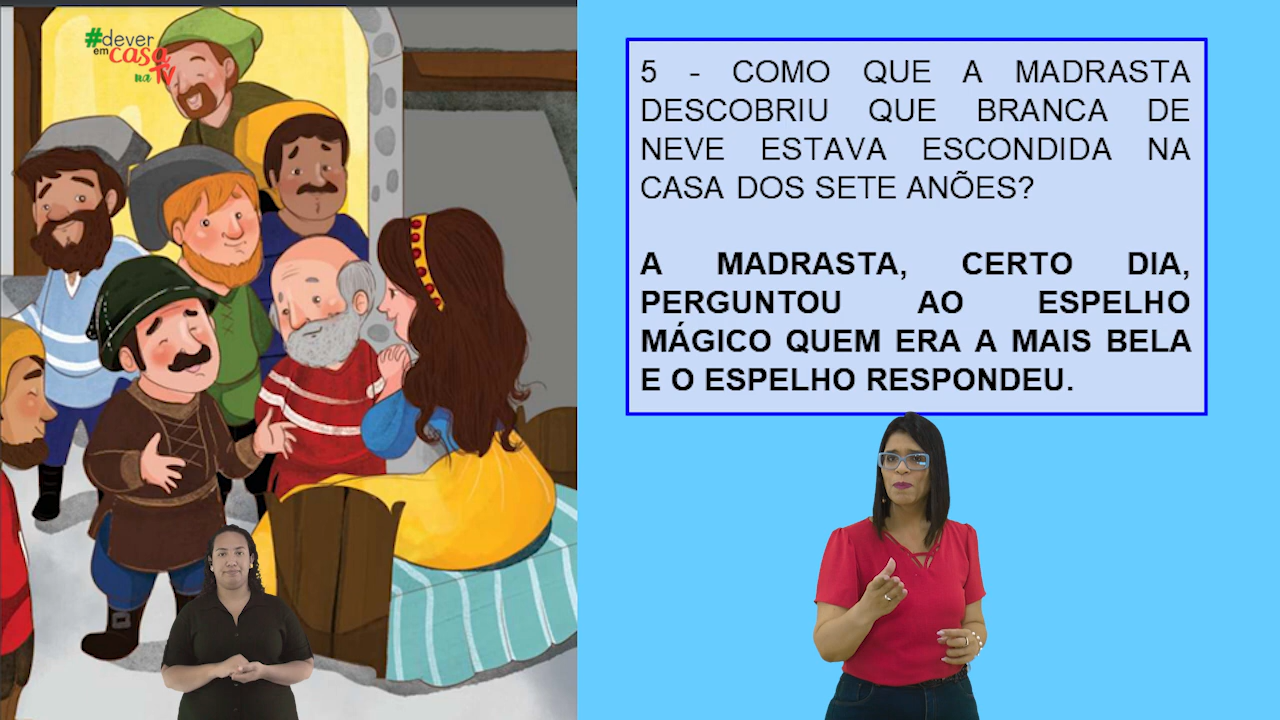 #dever
em casa
na TV
5 - COMO QUE A MADRASTA
DESCOBRIU QUE BRANCA DE
NEVE ESTAVA ESCONDIDA NA
CASA DOS SETE ANÕES?
A MADRASTA, CERTO DIA,
PERGUNTOU AO ESPELHO
MÁGICO QUEM ERA A MAIS BELA
E O ESPELHO RESPONDEU.